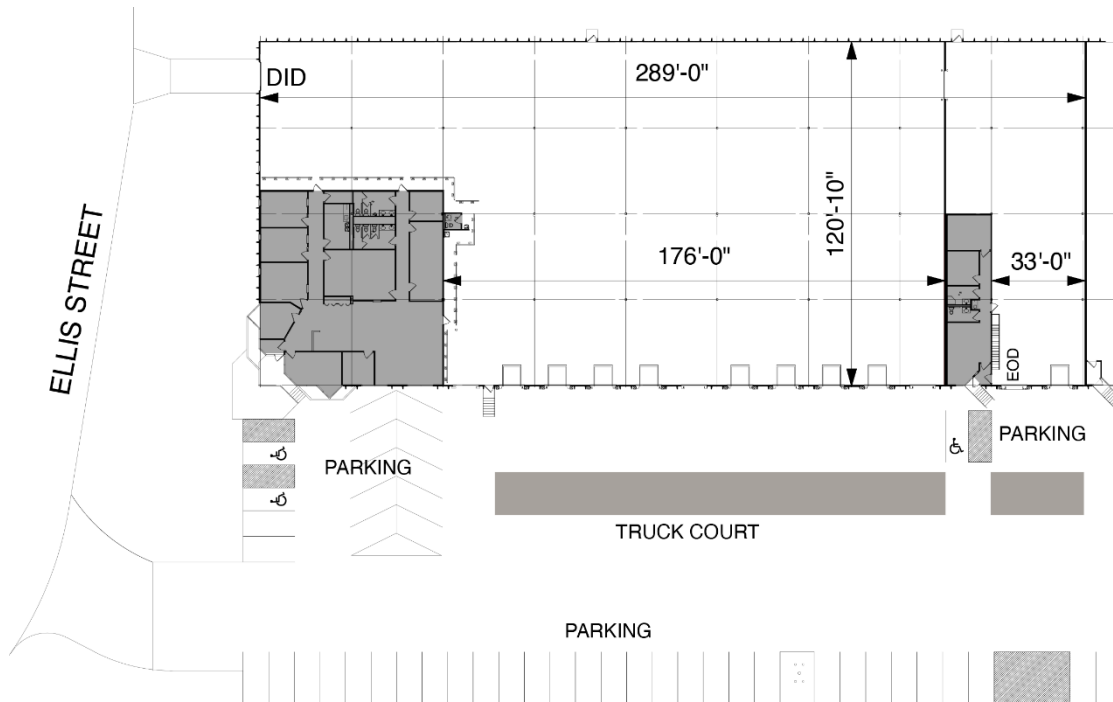 DID
289'-0"
120'-10"
ELLIS STREET
176'-0"
33'-0"
EOD
PARKING
PARKING
TRUCK COURT
PARKING